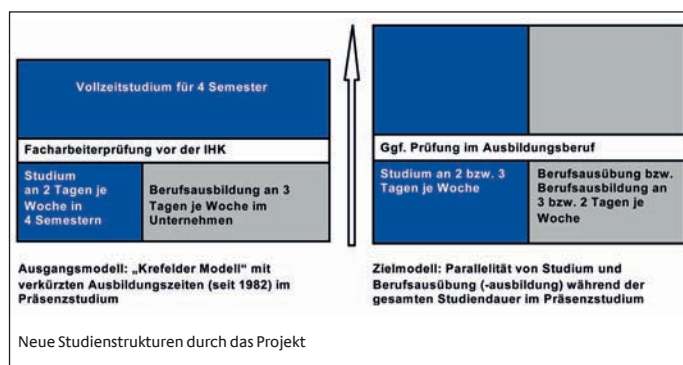 Vollzeitstudium für 4 Semester
Facharbeiterprüfung vor der IHK
Studium
an 2 Tagen je
Woche in
4 Semestern
Berufsausbildung an 3
Tagen je Woche im
Unternehmen
Ausgangsmodell: „Krefelder Modell“ mit
verkürzten Ausbildungszeiten (seit 1982) im
Präsenzstudium
Ggf. Prüfung im Ausbildungsberuf
Studium an 2 bzw. 3
Tagen je Woche
Berufsausübung bzw.
Berufsausbildung an
3 bzw. 2 Tagen je
Woche
Zielmodell: Parallelität von Studium und
Berufsausübung (-ausbildung) während der
gesamten Studiendauer im Präsenzstudium
Neue Studienstrukturen durch das Projekt